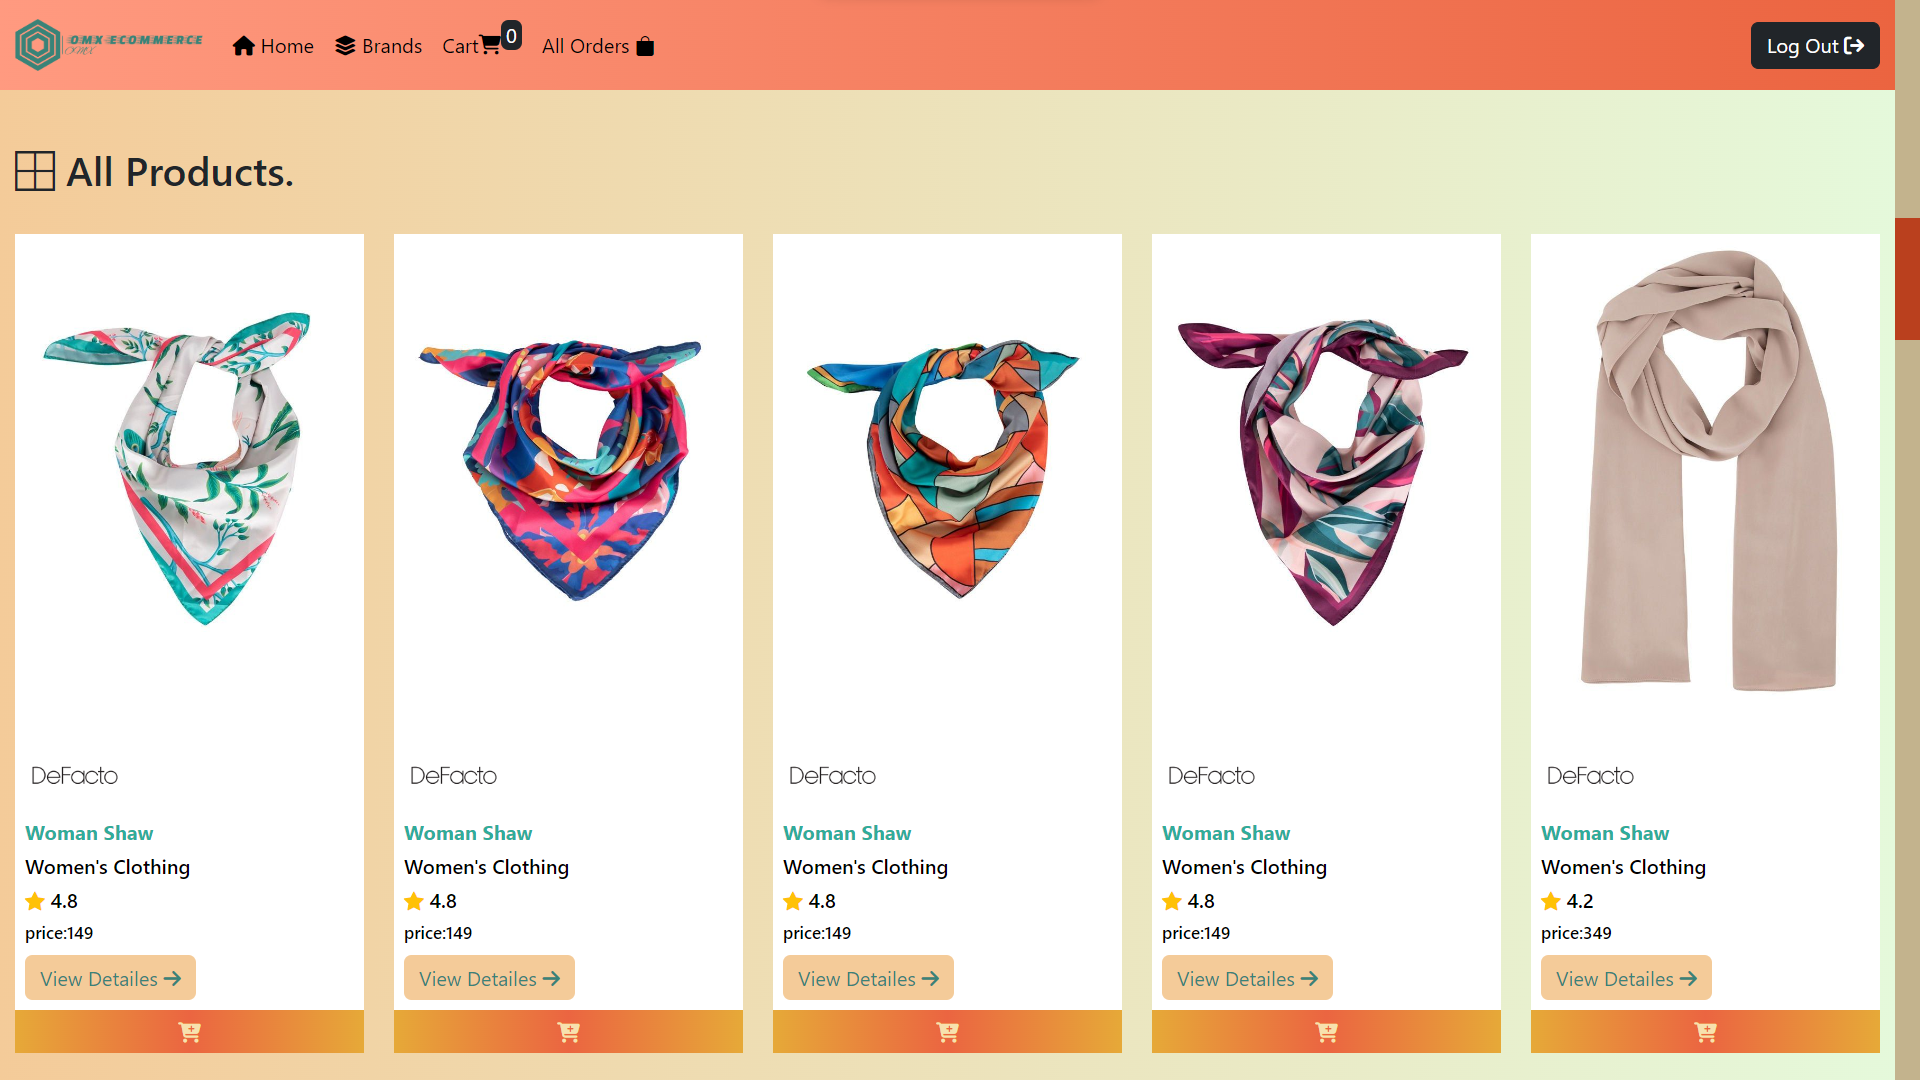 OMX ECOMMERCE
OMX
Home
Brands
Cart 0
All Orders
Log Out
All Products.
DeFacto
Woman Shaw
Women's Clothing
4.8
price:149
View Detailes
DeFacto
Woman Shaw
Women's Clothing
4.8
price:149
View Detailes
DeFacto
Woman Shaw
Women's Clothing
4.8
price:149
View Detailes
DeFacto
Woman Shaw
Women's Clothing
4.8
price:149
View Detailes
DeFacto
Woman Shaw
Women's Clothing
4.2
price:349
View Detailes